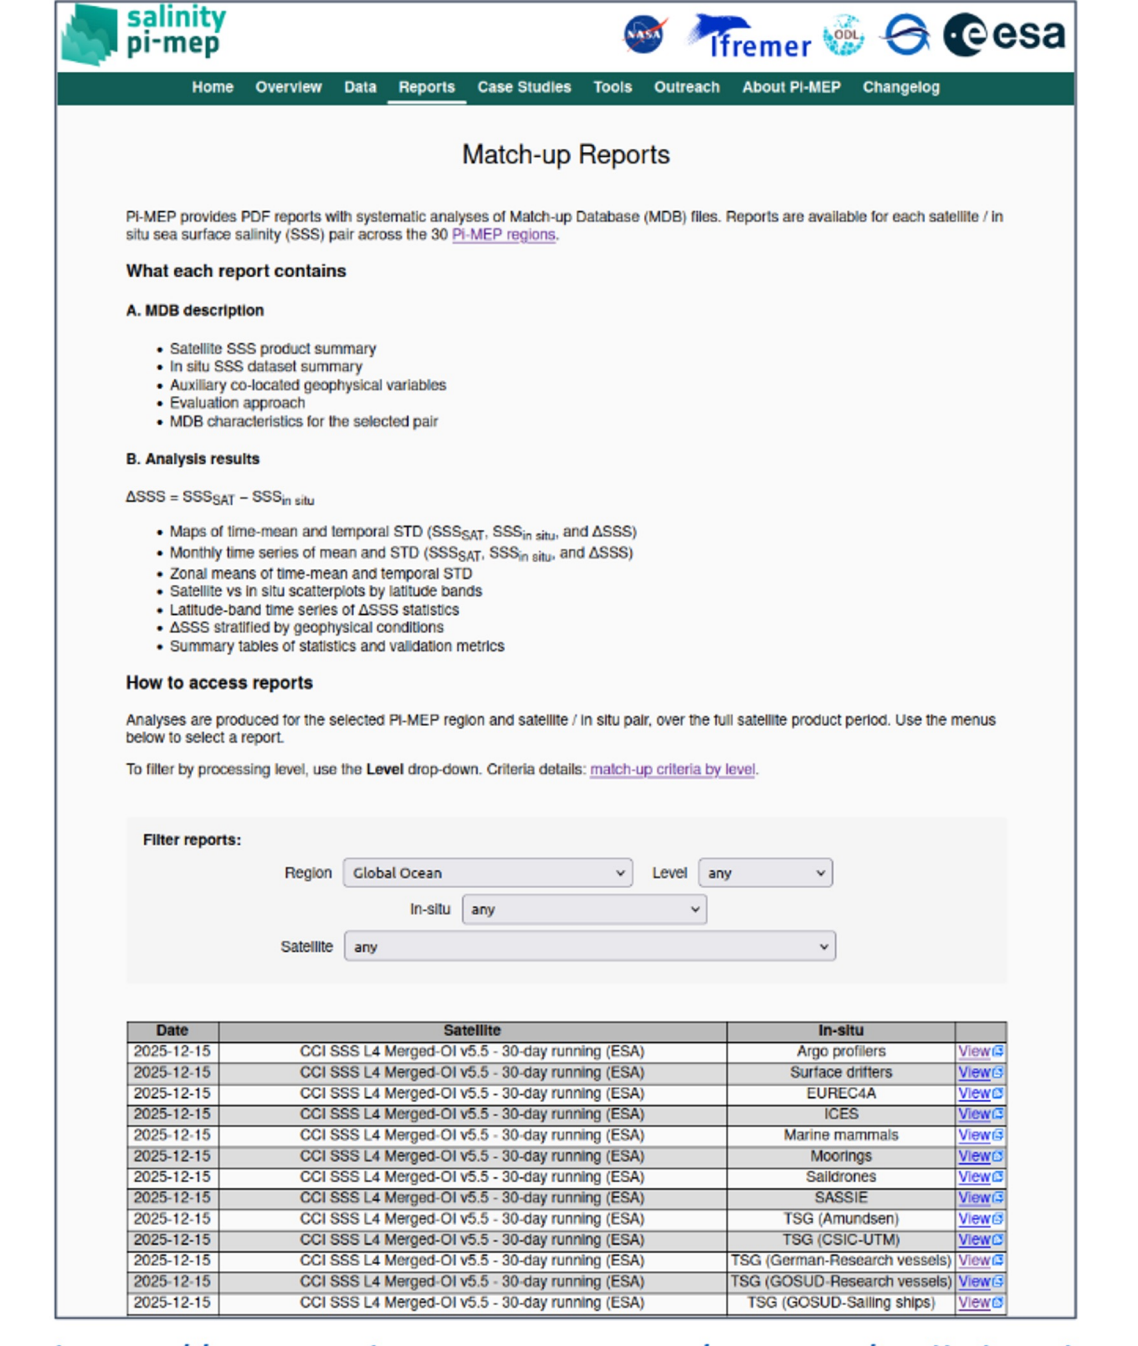 salinity
pi-mep
NASA
Ifremer
ODL
esa
Home Overview Data Reports Case Studies Tools Outreach About Pi-MEP Changelog
Match-up Reports
Pi-MEP provides PDF reports with systematic analyses of Match-up Database (MDB) files. Reports are available for each satellite / in
situ sea surface salinity (SSS) pair across the 30 Pi-MEP regions.
What each report contains
A. MDB description
• Satellite SSS product summary
• In situ SSS dataset summary
• Auxiliary co-located geophysical variables
• Evaluation approach
• MDB characteristics for the selected pair
B. Analysis results
ΔSSS = SSSSAT – SSSin situ
• Maps of time-mean and temporal STD (SSSSAT, SSSin situ, and ΔSSS)
• Monthly time series of mean and STD (SSSSAT, SSSin situ, and ΔSSS)
• Zonal means of time-mean and temporal STD
• Satellite vs in situ scatterplots by latitude bands
• Latitude-band time series of ΔSSS statistics
• ΔSSS stratified by geophysical conditions
• Summary tables of statistics and validation metrics
How to access reports
Analyses are produced for the selected Pi-MEP region and satellite / in situ pair, over the full satellite product period. Use the menus
below to select a report.
To filter by processing level, use the Level drop-down. Criteria details: match-up criteria by level.
Filter reports:
Region Global Ocean Level any
In-situ any
Satellite any
Date Satellite In-situ
2025-12-15 CCI SSS L4 Merged-OI v5.5 - 30-day running (ESA) Argo profilers View
2025-12-15 CCI SSS L4 Merged-OI v5.5 - 30-day running (ESA) Surface drifters View
2025-12-15 CCI SSS L4 Merged-OI v5.5 - 30-day running (ESA) EUREC4A View
2025-12-15 CCI SSS L4 Merged-OI v5.5 - 30-day running (ESA) ICES View
2025-12-15 CCI SSS L4 Merged-OI v5.5 - 30-day running (ESA) Marine mammals View
2025-12-15 CCI SSS L4 Merged-OI v5.5 - 30-day running (ESA) Moorings View
2025-12-15 CCI SSS L4 Merged-OI v5.5 - 30-day running (ESA) Saildrones View
2025-12-15 CCI SSS L4 Merged-OI v5.5 - 30-day running (ESA) SASSIE View
2025-12-15 CCI SSS L4 Merged-OI v5.5 - 30-day running (ESA) TSG (Amundsen) View
2025-12-15 CCI SSS L4 Merged-OI v5.5 - 30-day running (ESA) TSG (CSIC-UTM) View
2025-12-15 CCI SSS L4 Merged-OI v5.5 - 30-day running (ESA) TSG (German-Research vessels) View
2025-12-15 CCI SSS L4 Merged-OI v5.5 - 30-day running (ESA) TSG (GOSUD-Research vessels) View
2025-12-15 CCI SSS L4 Merged-OI v5.5 - 30-day running (ESA) TSG (GOSUD-Sailing ships) View